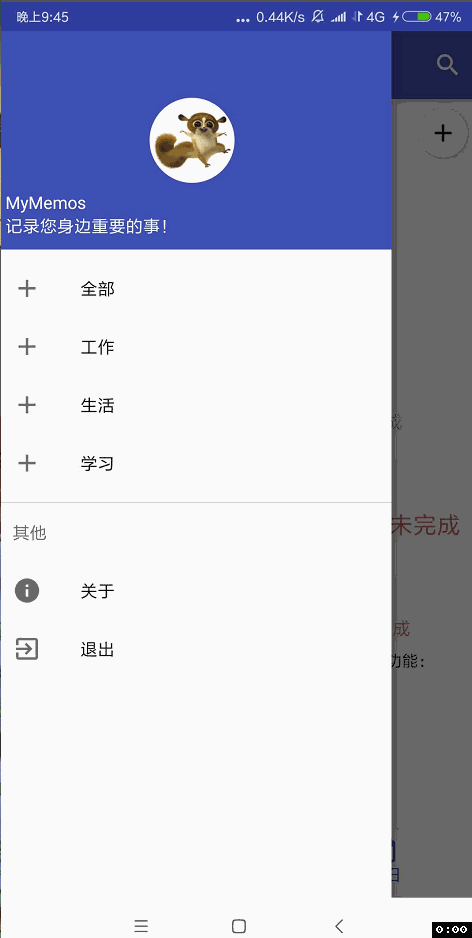 晚上9:45
... 0.44K/s 4G 47%
MyMemos
记录您身边重要的事！
全部
工作
生活
学习
未完成
其他
关于
成
功能：
退出
日
0:00